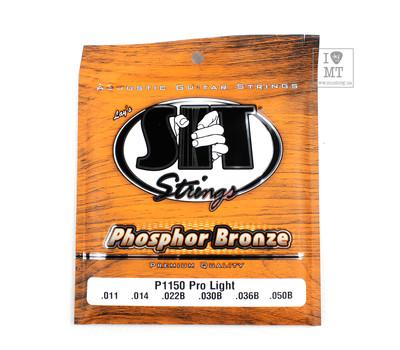 I
MT
ACOUSTIC GUITAR STRINGS
SIT
Strings
Phosphor Bronze
PREMIUM QUALITY
P1150 Pro Light
.011 .014 .022B .030B .036B .050B